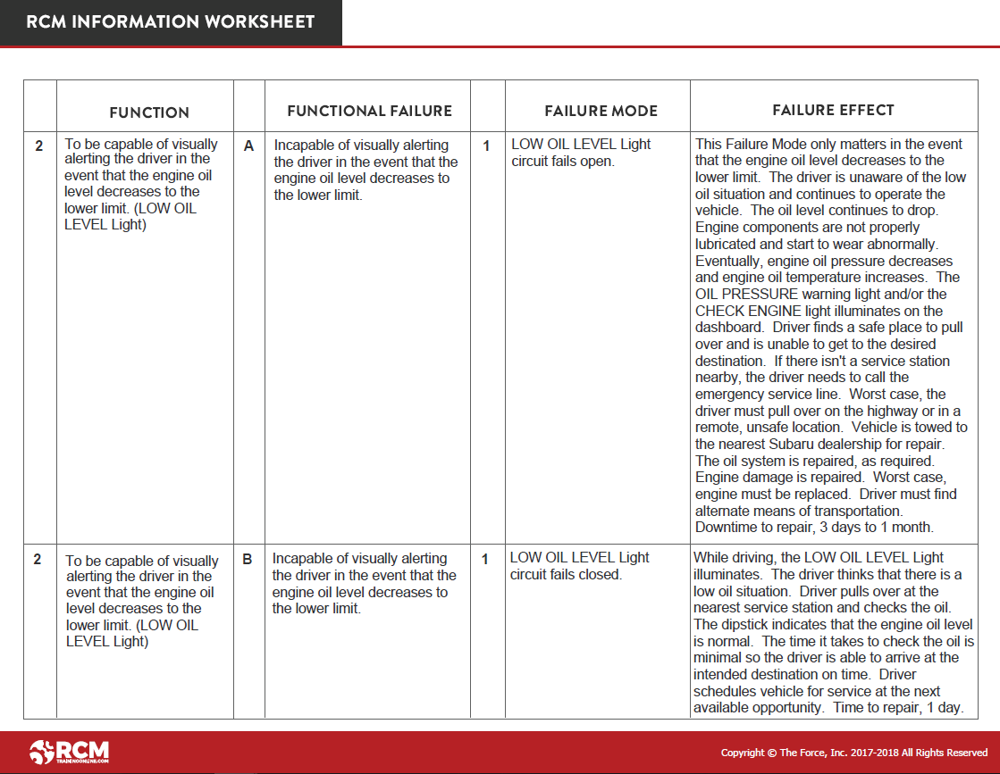 RCM INFORMATION WORKSHEET
FUNCTION
FUNCTIONAL FAILURE
FAILURE MODE
FAILURE EFFECT
2
To be capable of visually
alerting the driver in the
event that the engine oil
level decreases to the
lower limit. (LOW OIL
LEVEL Light)
A
Incapable of visually alerting
the driver in the event that the
engine oil level decreases to
the lower limit.
1
LOW OIL LEVEL Light
circuit fails open.
This Failure Mode only matters in the event
that the engine oil level decreases to the
lower limit.  The driver is unaware of the low
oil situation and continues to operate the
vehicle.  The oil level continues to drop.
Engine components are not properly
lubricated and start to wear abnormally.
Eventually, engine oil pressure decreases
and engine oil temperature increases.  The
OIL PRESSURE warning light and/or the
CHECK ENGINE light illuminates on the
dashboard.  Driver finds a safe place to pull
over and is unable to get to the desired
destination.  If there isn't a service station
nearby, the driver needs to call the
emergency service line.  Worst case, the
driver must pull over on the highway or in a
remote, unsafe location.  Vehicle is towed to
the nearest Subaru dealership for repair.
The oil system is repaired, as required.
Engine damage is repaired.  Worst case,
engine must be replaced.  Driver must find
alternate means of transportation.
Downtime to repair, 3 days to 1 month.
2
To be capable of visually
alerting the driver in the
event that the engine oil
level decreases to the
lower limit. (LOW OIL
LEVEL Light)
B
Incapable of visually alerting
the driver in the event that the
engine oil level decreases to
the lower limit.
1
LOW OIL LEVEL Light
circuit fails closed.
While driving, the LOW OIL LEVEL Light
illuminates.  The driver thinks that there is a
low oil situation.  Driver pulls over at the
nearest service station and checks the oil.
The dipstick indicates that the engine oil level
is normal.  The time it takes to check the oil is
minimal so the driver is able to arrive at the
intended destination on time.  Driver
schedules vehicle for service at the next
available opportunity.  Time to repair, 1 day.
RCM
TRAININGONLINE.COM
Copyright © The Force, Inc. 2017-2018 All Rights Reserved